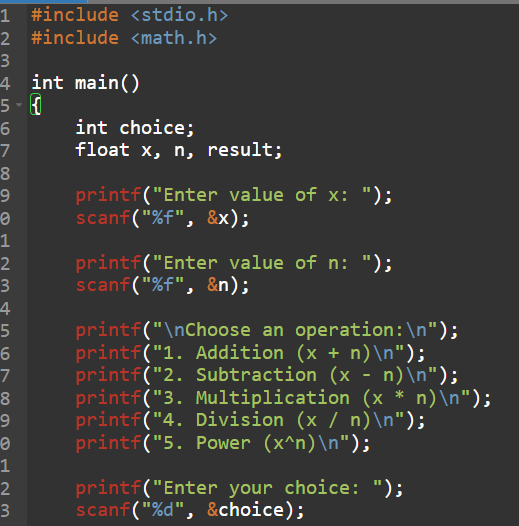 1 #include <stdio.h>
2 #include <math.h>
3
4 int main()
5 {
6 int choice;
7 float x, n, result;
8
9 printf("Enter value of x: ");
0 scanf("%f", &x);
1
2 printf("Enter value of n: ");
3 scanf("%f", &n);
4
5 printf("\nChoose an operation:\n");
6 printf("1. Addition (x + n)\n");
7 printf("2. Subtraction (x - n)\n");
8 printf("3. Multiplication (x * n)\n");
9 printf("4. Division (x / n)\n");
0 printf("5. Power (x^n)\n");
1
2 printf("Enter your choice: ");
3 scanf("%d", &choice);